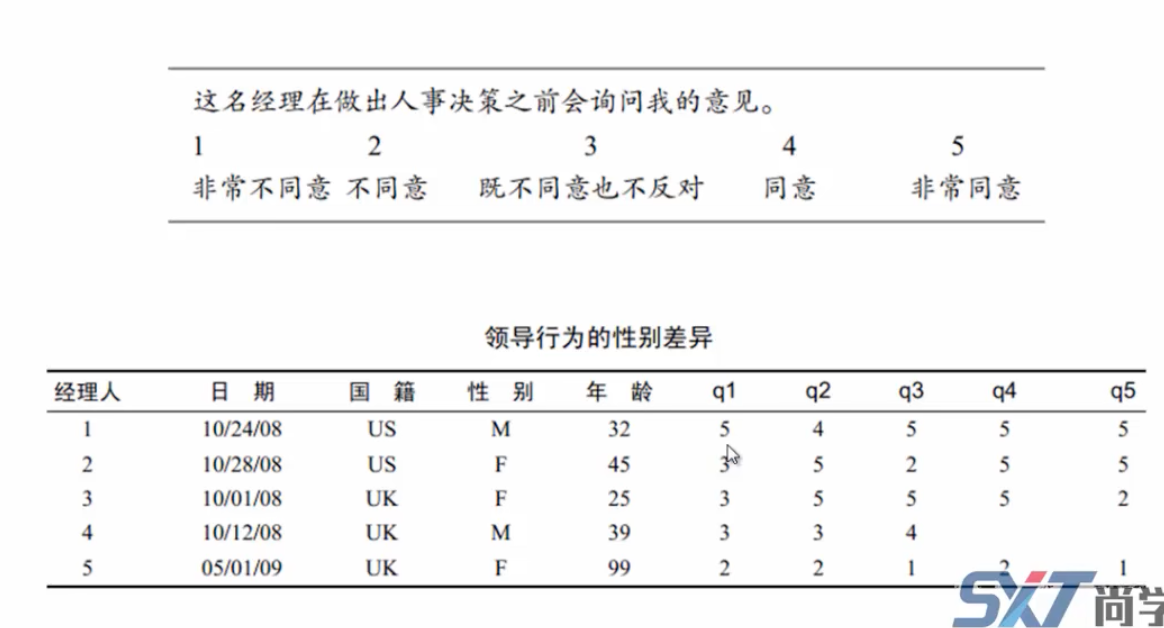 这名经理在做出人事决策之前会询问我的意见。
1 2 3 4 5
非常不同意 不同意 既不同意也不反对 同意 非常同意
领导行为的性别差异
经理人 日 期 国 籍 性 别 年 龄 q1 q2 q3 q4 q5
1 10/24/08 US M 32 5 4 5 5 5
2 10/28/08 US F 45 3 5 2 5 5
3 10/01/08 UK F 25 3 5 5 5 2
4 10/12/08 UK M 39 3 3 4
5 05/01/09 UK F 99 2 2 1 2 1
SXT 尚学